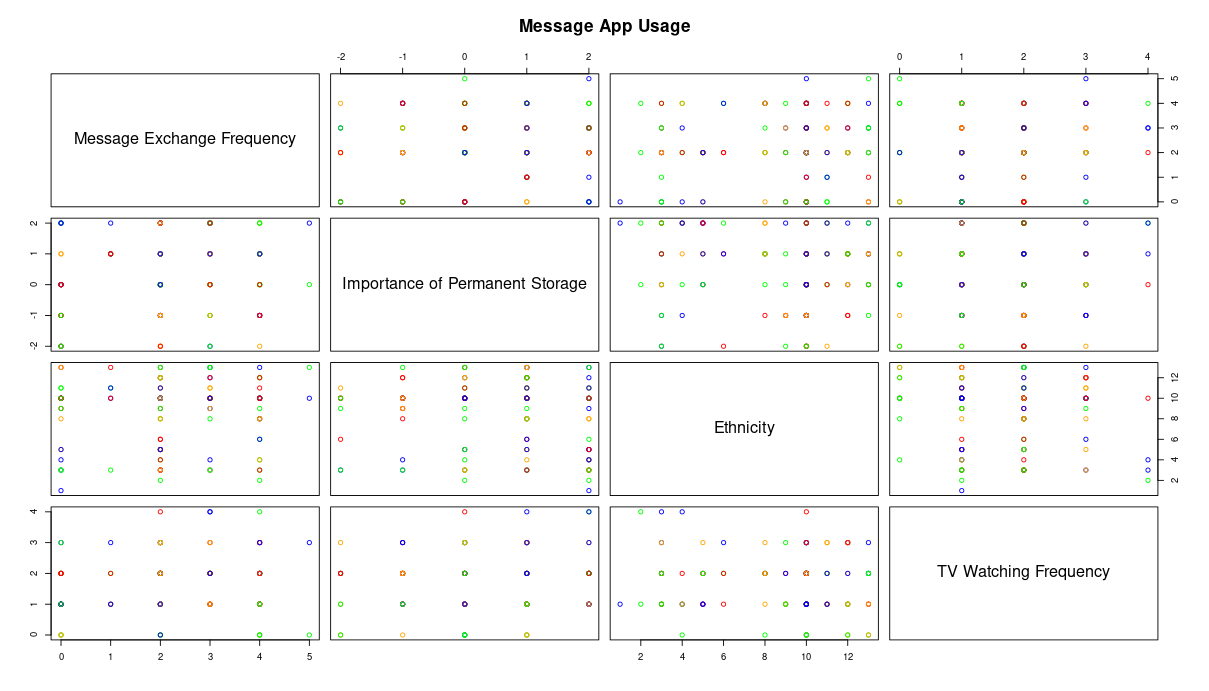 Message App Usage
-2 -1 0 1 2
0 1 2 3 4
Message Exchange Frequency
0 1 2 3 4 5
-2 -1 0 1 2
Importance of Permanent Storage
Ethnicity
2 4 6 8 10 12
0 1 2 3 4
TV Watching Frequency
0 1 2 3 4 5
2 4 6 8 10 12